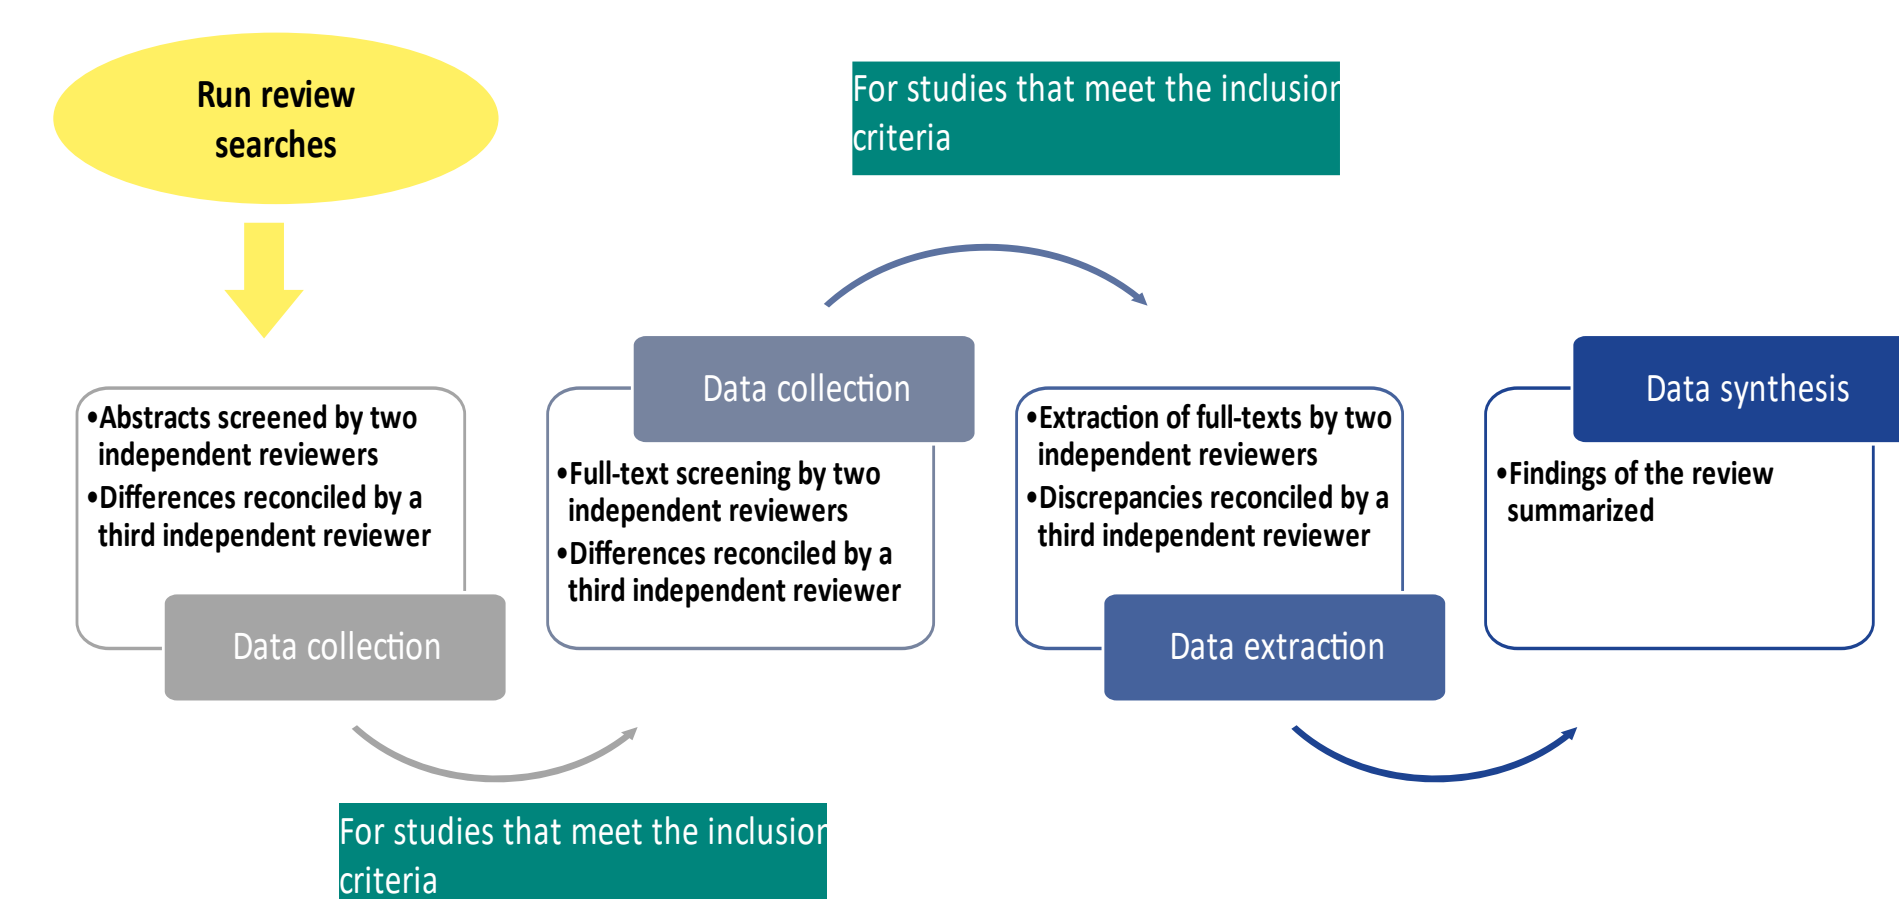 Run review
searches
For studies that meet the inclusion
criteria
•Abstracts screened by two
independent reviewers
•Differences reconciled by a
third independent reviewer
Data collection
Data collection
•Full-text screening by two
independent reviewers
•Differences reconciled by a
third independent reviewer
•Extraction of full-texts by two
independent reviewers
•Discrepancies reconciled by a
third independent reviewer
Data extraction
Data synthesis
•Findings of the review
summarized
For studies that meet the inclusion
criteria